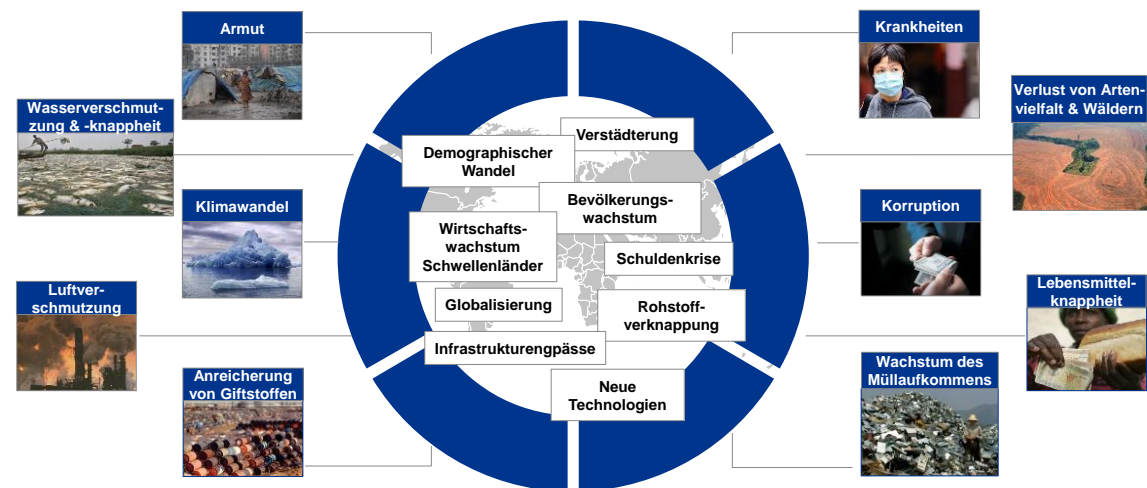 Armut
Wasserverschmut-
zung & -knappheit
Klimawandel
Luftver-
schmutzung
Anreicherung
von Giftstoffen
Verstädterung
Demographischer
Wandel
Bevölkerungs-
wachstum
Wirtschafts-
wachstum
Schwellenländer
Schuldenkrise
Globalisierung
Rohstoff-
verknappung
Infrastrukturengpässe
Neue
Technologien
Krankheiten
Verlust von Arten-
vielfalt & Wäldern
Korruption
Lebensmittel-
knappheit
Wachstum des
Müllaufkommens